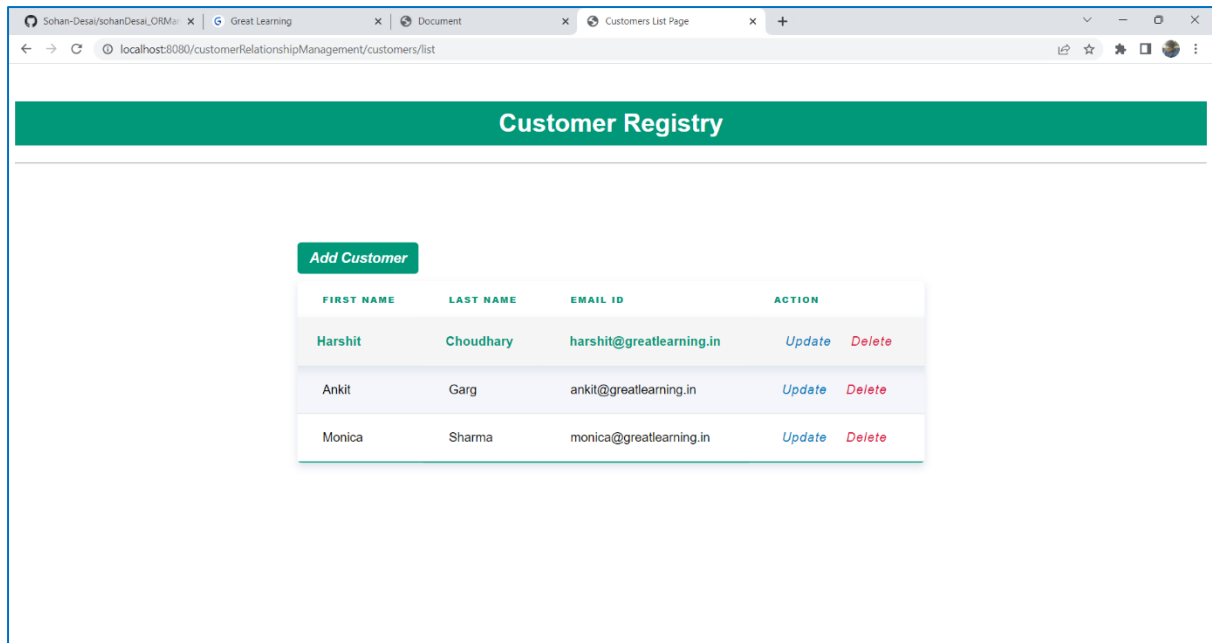 Sohan-Desai/sohanDesai_ORMar Great Learning Document Customers List Page
localhost:8080/customerRelationshipManagement/customers/list
Customer Registry
Add Customer
FIRST NAME LAST NAME EMAIL ID ACTION
Harshit Choudhary harshit@greatlearning.in Update Delete
Ankit Garg ankit@greatlearning.in Update Delete
Monica Sharma monica@greatlearning.in Update Delete